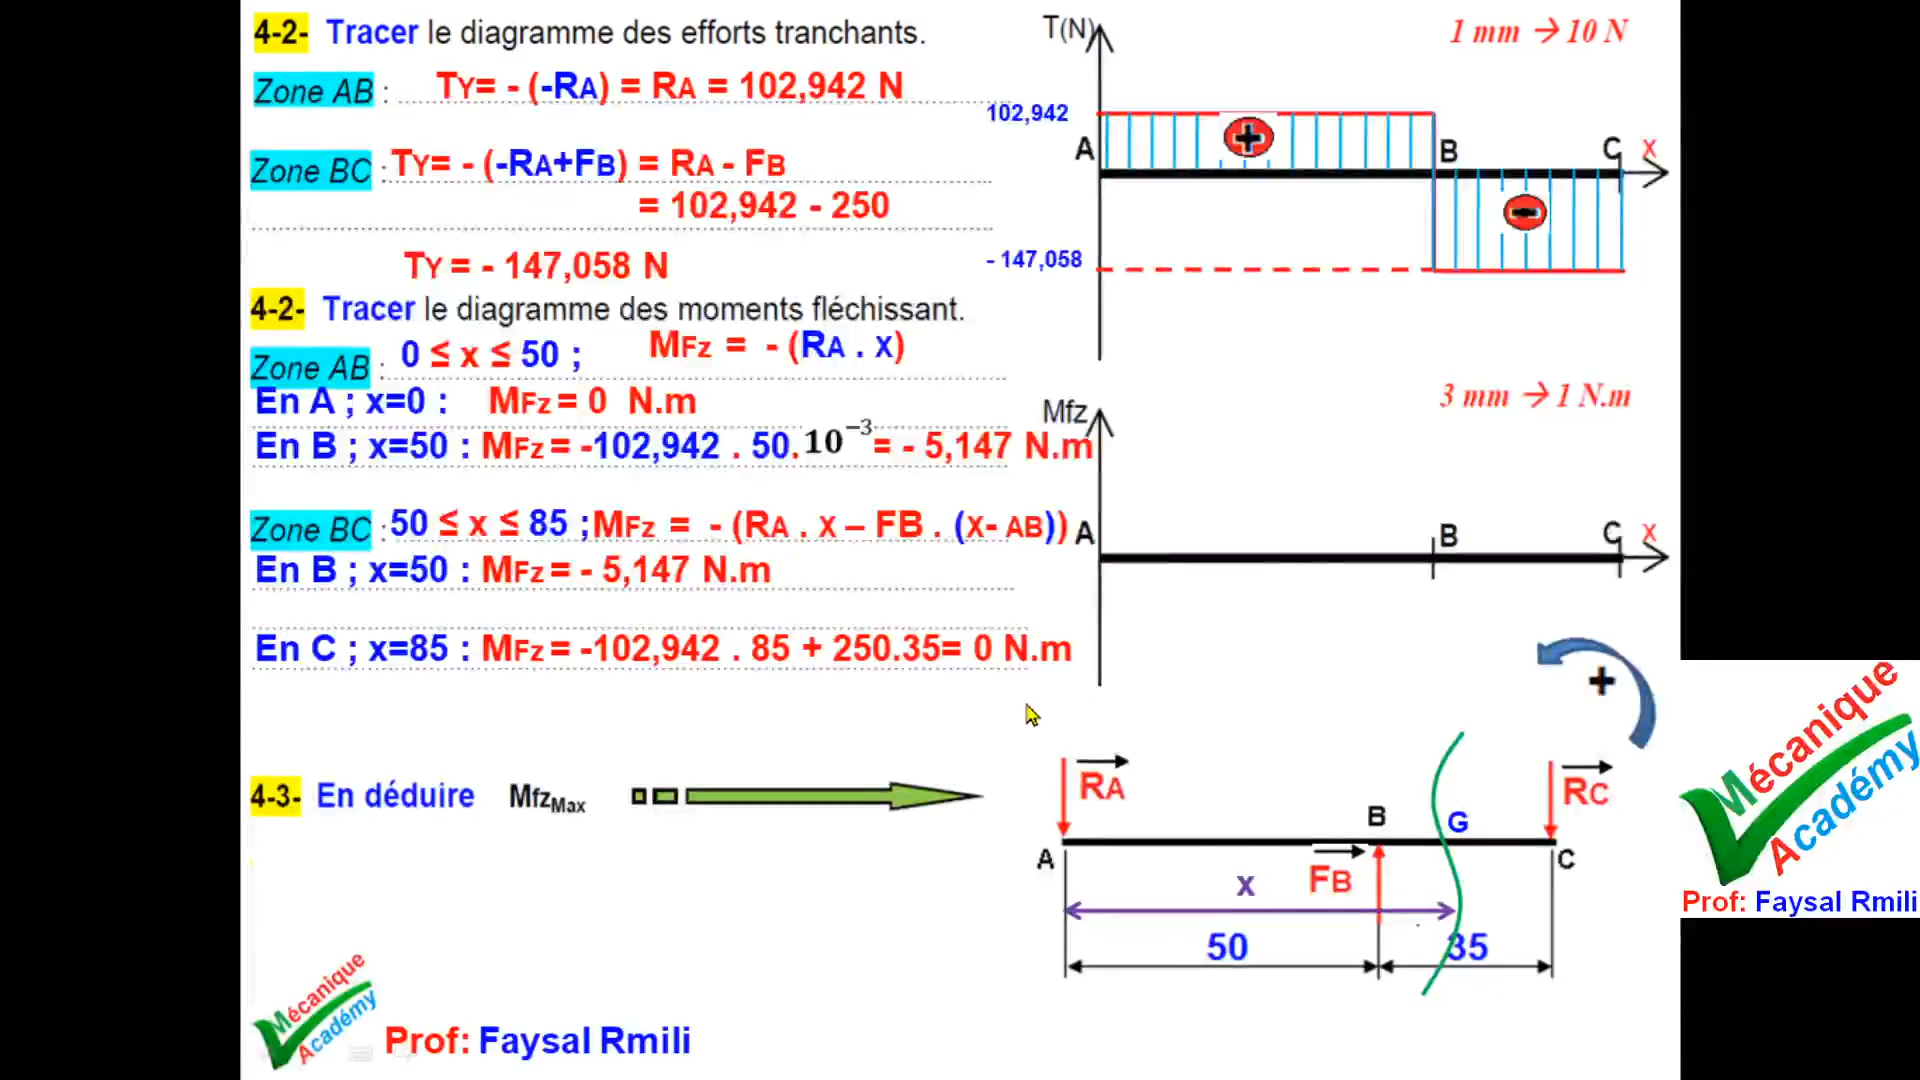 4-2- Tracer le diagramme des efforts tranchants.
Zone AB : TY= - (-RA) = RA = 102,942 N
Zone BC : TY= - (-RA+FB) = RA - FB
= 102,942 - 250
TY = - 147,058 N
4-2- Tracer le diagramme des moments fléchissant.
Zone AB : 0 ≤ x ≤ 50 ; MFz = - (RA . x)
En A ; x=0 : MFz = 0 N.m
En B ; x=50 : MFz = -102,942 . 50. 10⁻³ = - 5,147 N.m
Zone BC : 50 ≤ x ≤ 85 ; MFz = - (RA . x – FB . (x- AB))
En B ; x=50 : MFz = - 5,147 N.m
En C ; x=85 : MFz = -102,942 . 85 + 250.35= 0 N.m
4-3- En déduire MfzMax
T(N)
1 mm → 10 N
102,942
A
+
B
C
x
-
- 147,058
Mfz
3 mm → 1 N.m
A
B
C
x
+
RA
RC
B
G
A
C
FB
x
50
35
Mécanique
Académy
Prof: Faysal Rmili
Mécanique
Académy
Prof: Faysal Rmili